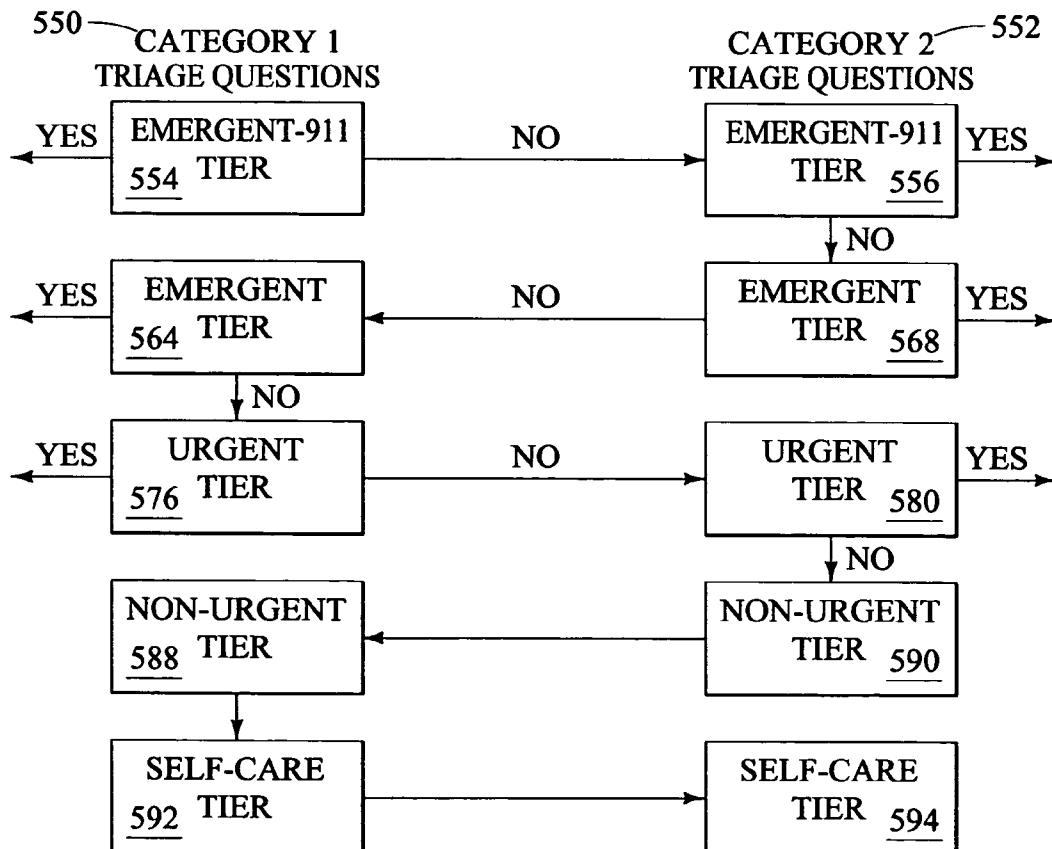 550
CATEGORY 1
TRIAGE QUESTIONS
552
CATEGORY 2
TRIAGE QUESTIONS
YES
EMERGENT-911
TIER
554
NO
EMERGENT-911
TIER
556
YES
NO
YES
EMERGENT
TIER
564
NO
EMERGENT
TIER
568
YES
NO
YES
URGENT
TIER
576
NO
URGENT
TIER
580
YES
NO
NON-URGENT
TIER
588
NON-URGENT
TIER
590
SELF-CARE
TIER
592
SELF-CARE
TIER
594